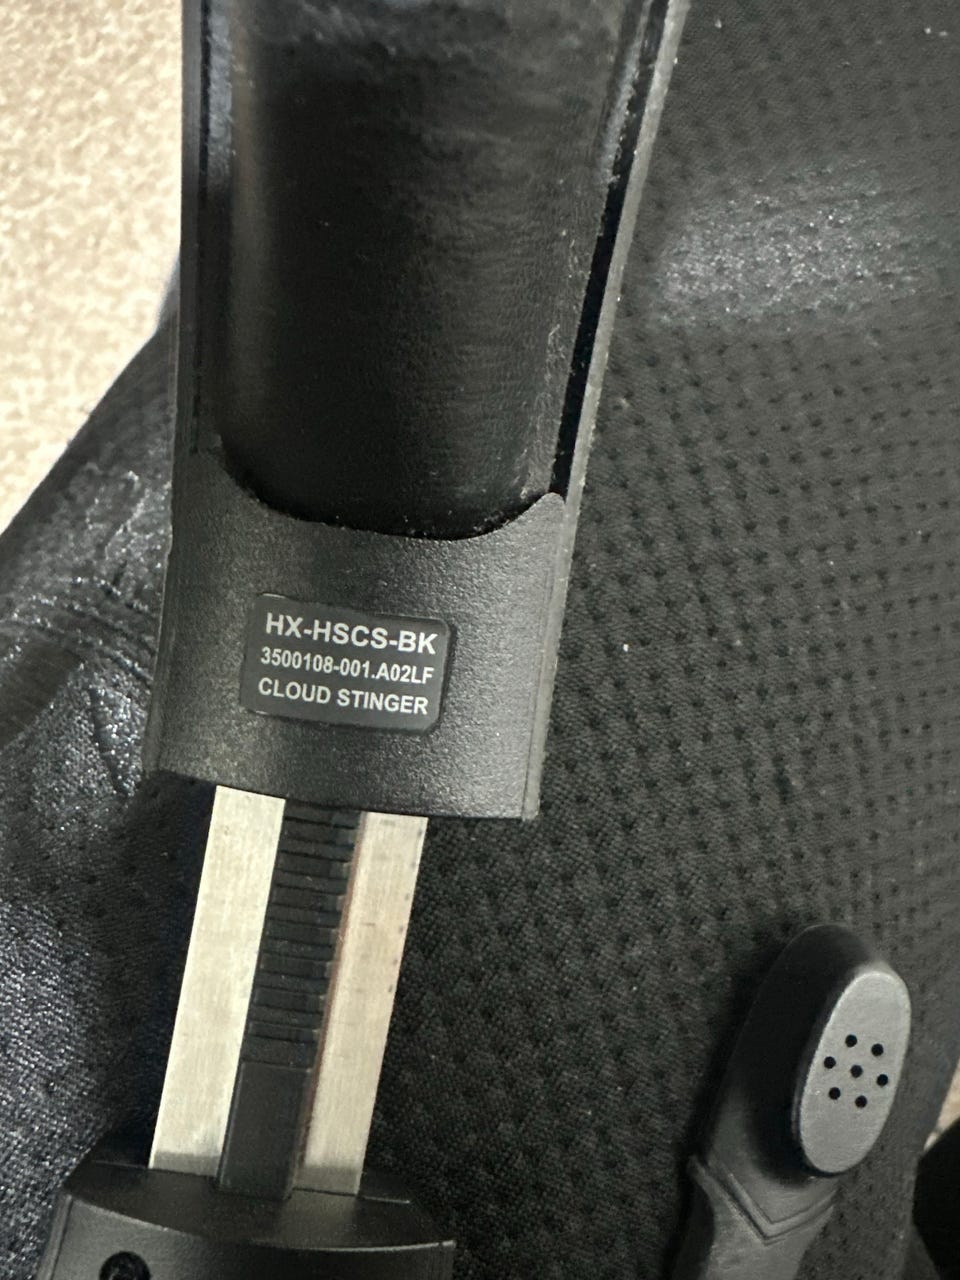 HX-HSCS-BK
3500108-001.A02LF
CLOUD STINGER